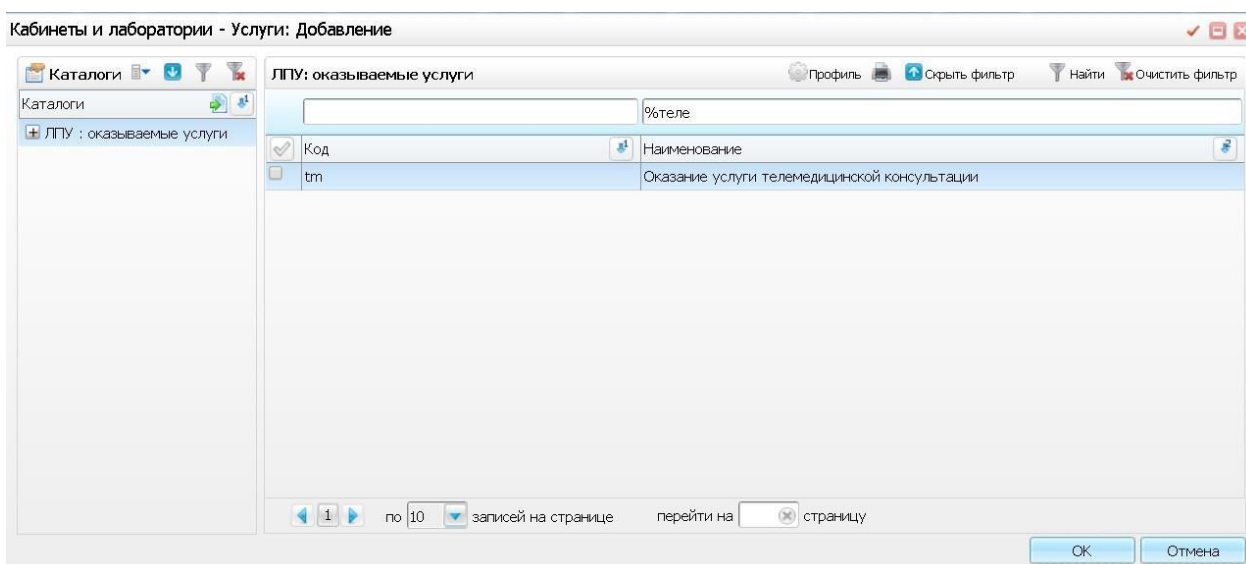 Кабинеты и лаборатории - Услуги: Добавление
Каталоги
ЛПУ: оказываемые услуги
Профиль
Скрыть фильтр
Найти
Очистить фильтр
Каталоги
ЛПУ : оказываемые услуги
%теле
Код
Наименование
tm
Оказание услуги телемедицинской консультации
1
по 10 записей на странице
перейти на страницу
OK
Отмена